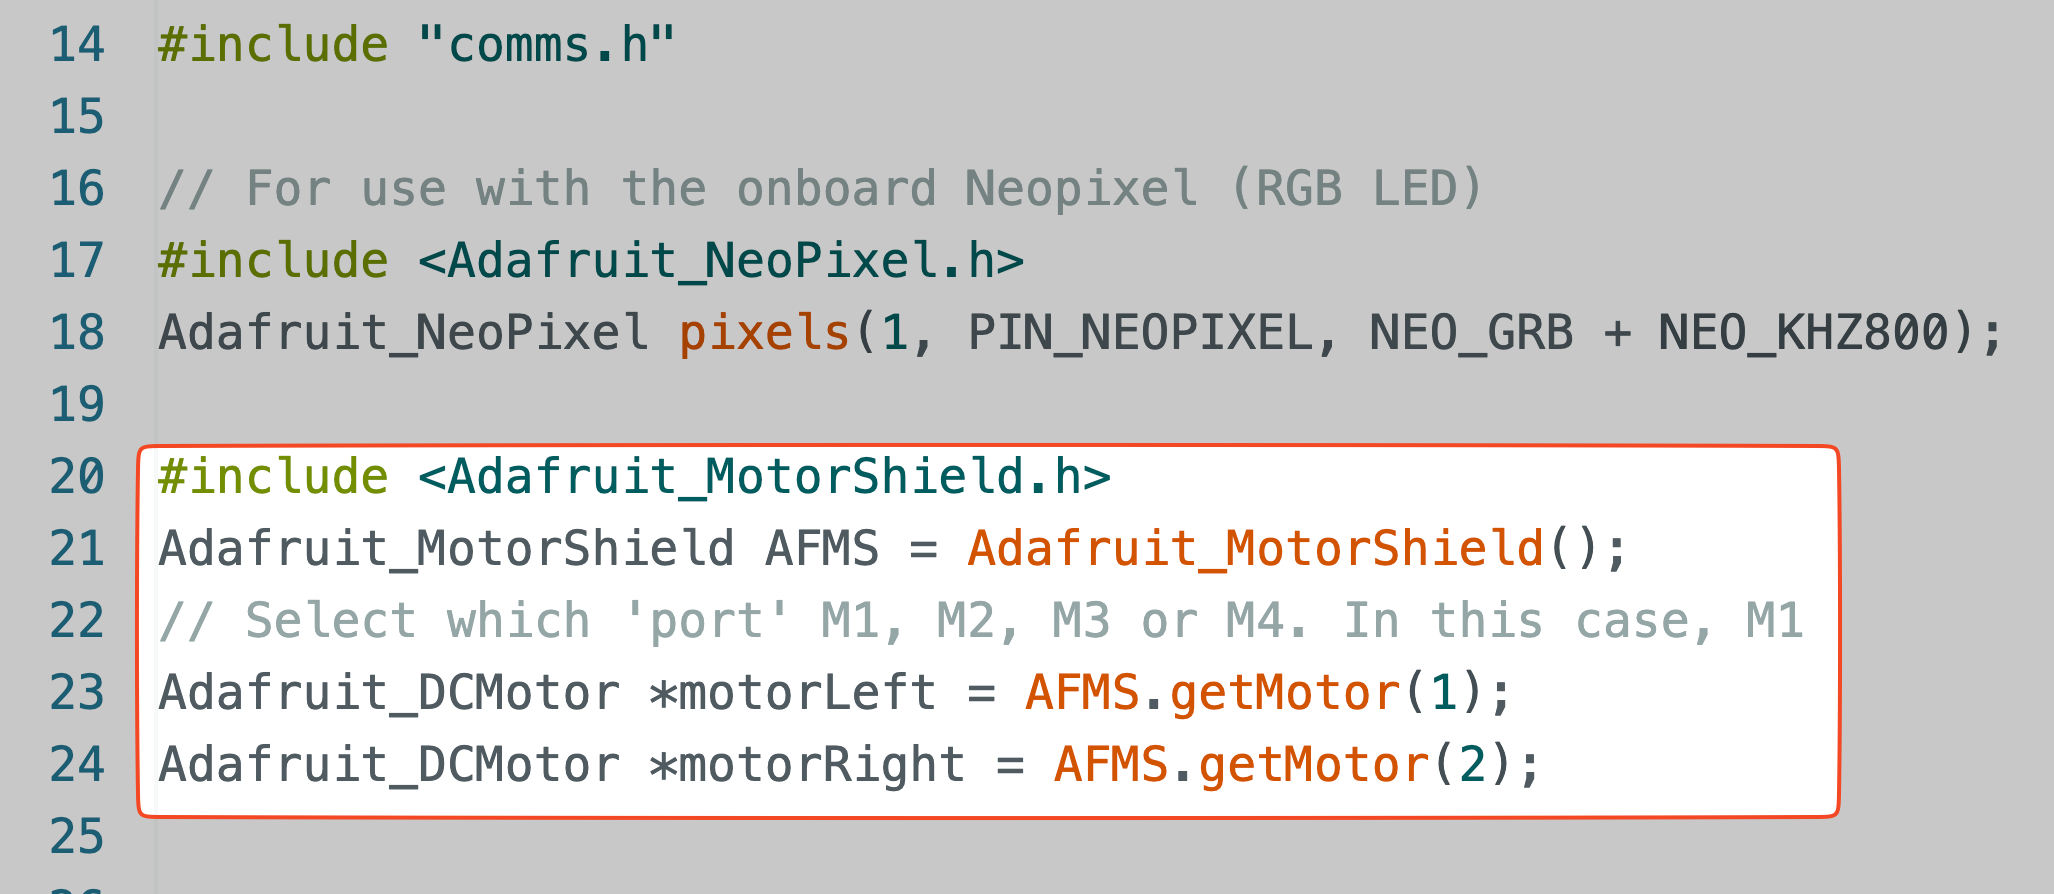 14 #include "comms.h"
15
16 // For use with the onboard Neopixel (RGB LED)
17 #include <Adafruit_NeoPixel.h>
18 Adafruit_NeoPixel pixels(1, PIN_NEOPIXEL, NEO_GRB + NEO_KHZ800);
19
20 #include <Adafruit_MotorShield.h>
21 Adafruit_MotorShield AFMS = Adafruit_MotorShield();
22 // Select which 'port' M1, M2, M3 or M4. In this case, M1
23 Adafruit_DCMotor *motorLeft = AFMS.getMotor(1);
24 Adafruit_DCMotor *motorRight = AFMS.getMotor(2);
25